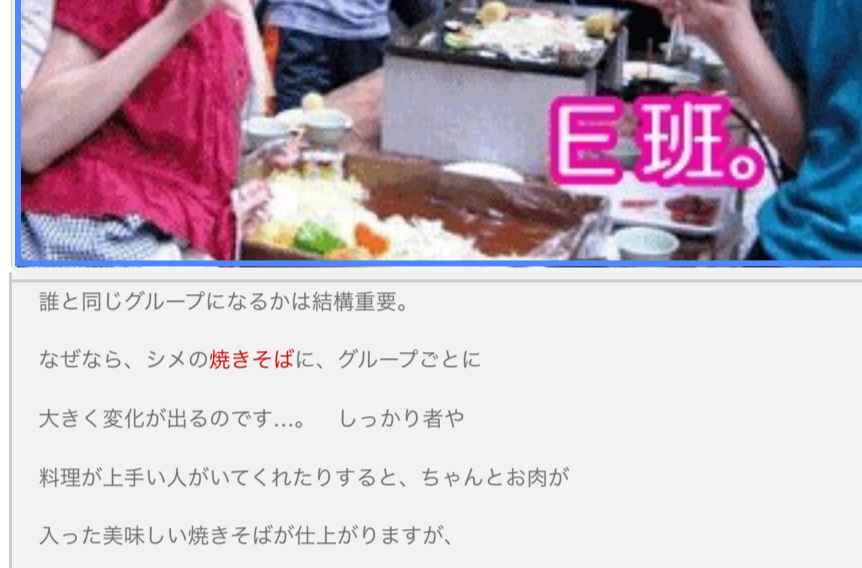 E班。
誰と同じグループになるかは結構重要。
なぜなら、シメの焼きそばに、グループごとに
大きく変化が出るのです…。　しっかり者や
料理が上手い人がいてくれたりすると、ちゃんとお肉が
入った美味しい焼きそばが仕上がりますが、